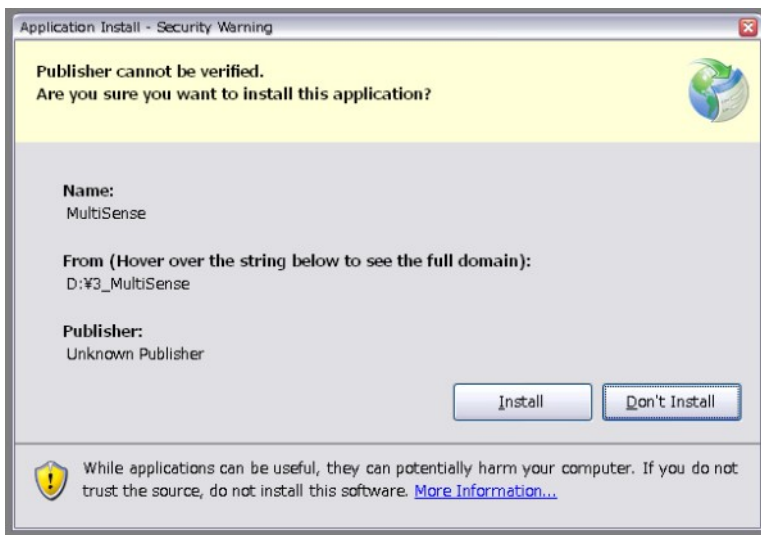 Application Install - Security Warning
Publisher cannot be verified.
Are you sure you want to install this application?
Name:
MultiSense
From (Hover over the string below to see the full domain):
D:¥3_MultiSense
Publisher:
Unknown Publisher
Install
Don't Install
While applications can be useful, they can potentially harm your computer. If you do not
trust the source, do not install this software. More Information...